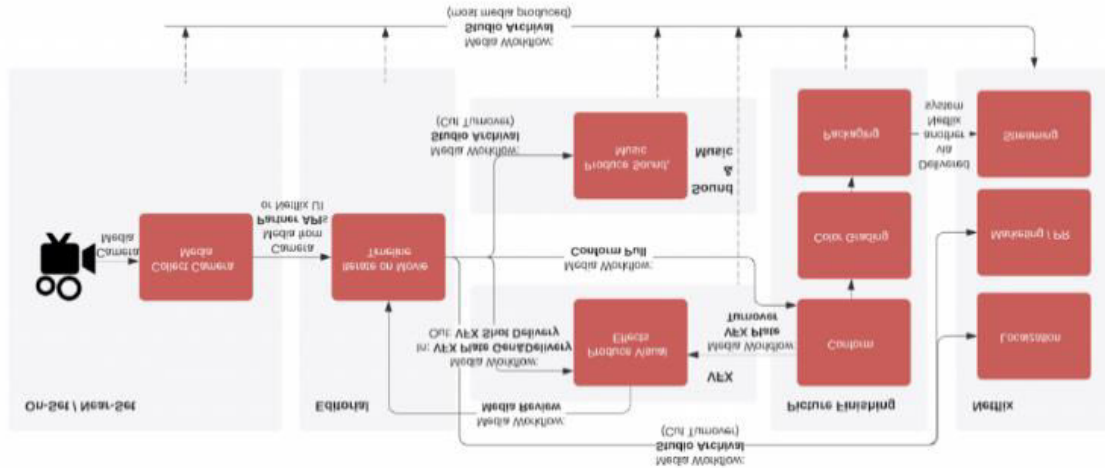 Media Workflow:
Studio Archival
(Cut Turnover)
On-Set / Near-Set
Editorial
Media Workflow:
Media Review
VFX
Picture Finishing
Netflix
Media Workflow:
In: VFX Plate Gen&Delivery
Out: VFX Shot Delivery
Produce Visual
Effects
Media Workflow:
VFX Plate
Turnover
Conform
Localization
Camera
Media
Collect Camera
Media
Camera
Media from
Partner APIs
or Netflix UI
Iterate on Movie
Timeline
Media Workflow:
Conform Pull
Color Grading
Marketing / PR
Sound
&
Music
Media Workflow:
Studio Archival
(Cut Turnover)
Produce Sound,
Music
Packaging
Delivered
via
another
Netflix
system
Streaming
Media Workflow:
Studio Archival
(most media produced)